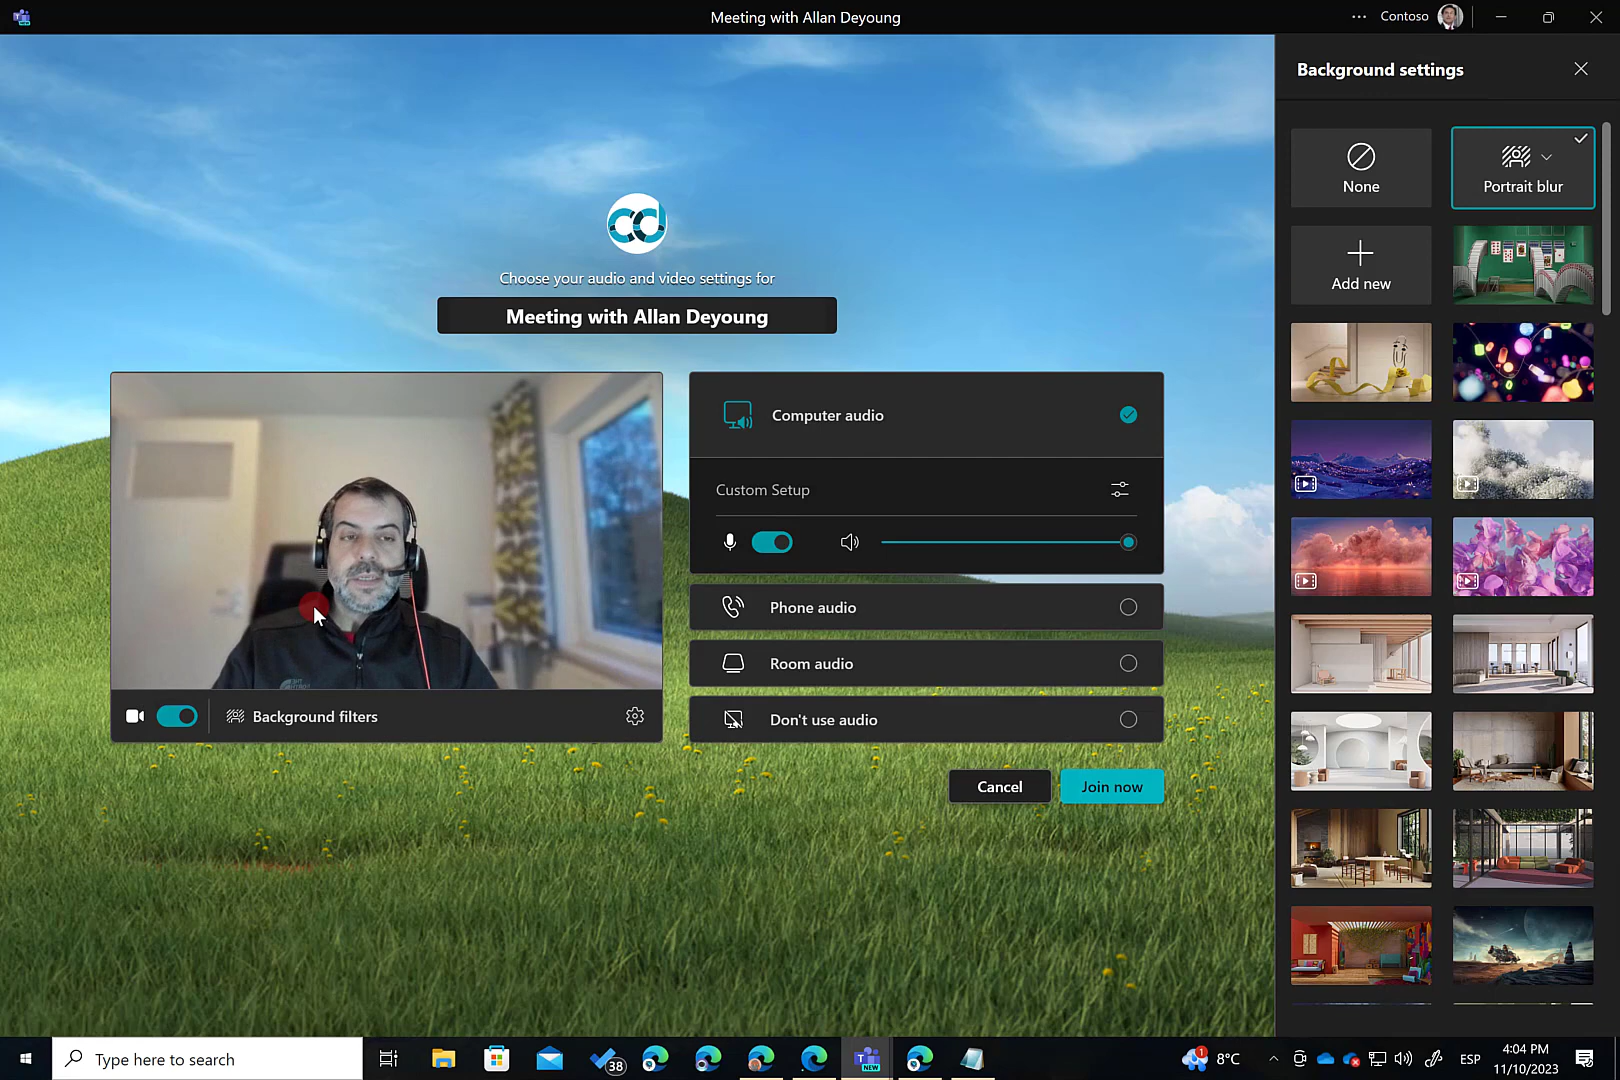 Meeting with Allan Deyoung
Contoso
Background settings
None
Portrait blur
Add new
Choose your audio and video settings for
Meeting with Allan Deyoung
Computer audio
Custom Setup
Phone audio
Room audio
Don't use audio
Background filters
Cancel
Join now
Type here to search
38
NEW
1
8°C
ESP
4:04 PM
11/10/2023